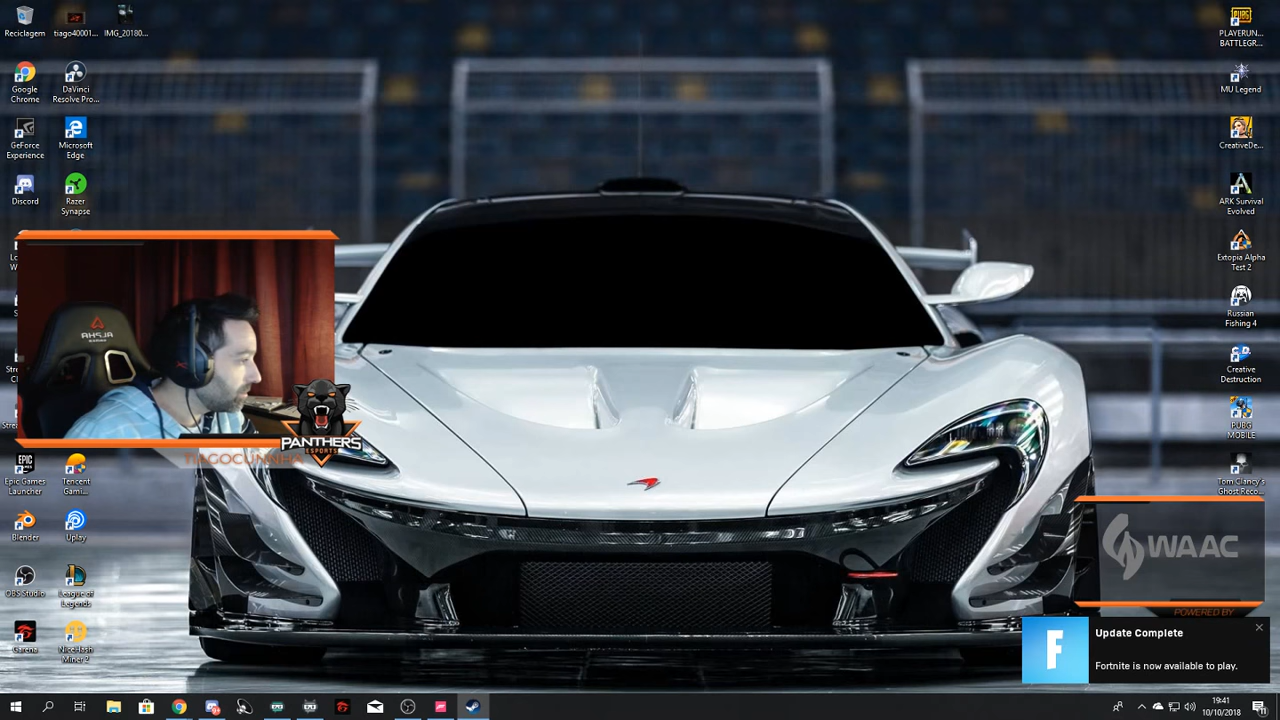 Reciclagem
tiago40001...
IMG_20180...
Google
Chrome
DaVinci
Resolve Pro...
GeForce
Experience
Microsoft
Edge
Discord
Razer
Synapse
PANTHERS
ESPORTS
TIAGOCUNNHA
Epic Games
Launcher
Tencent
Gami...
Blender
Uplay
OBS Studio
League of
Legends
Garena
NiceHash
Miner 2
PLAYERUN...
BATTLEGR...
MU Legend
CreativeDe...
ARK Survival
Evolved
Extopia Alpha
Test 2
Russian
Fishing 4
Creative
Destruction
PUBG
MOBILE
Tom Clancy's
Ghost Reco...
WAAC
POWERED BY
Update Complete
Fortnite is now available to play.
19:41
10/10/2018